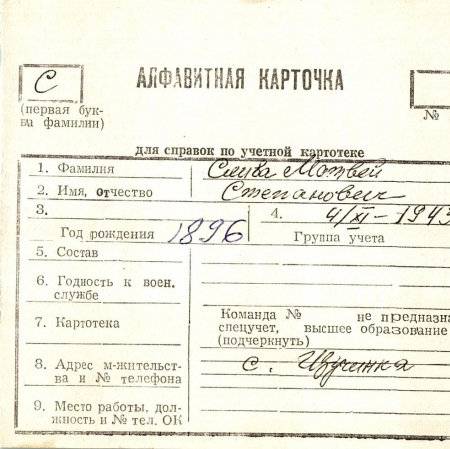 С
АЛФАВИТНАЯ КАРТОЧКА
(первая бук-
ва фамилии)
№
для справок по учетной картотеке
1. Фамилия Слива Матвей
2. Имя, отчество Степанович
3. 4. 4/XI-1943
Год рождения 1896 Группа учета
5. Состав
6. Годность к воен.
службе
7. Картотека
Команда № не предназна
спецучет, высшее образование
(подчеркнуть)
8. Адрес м-жительст-
ва и № телефона
с.
9. Место работы, дол-
жность и № тел. ОК